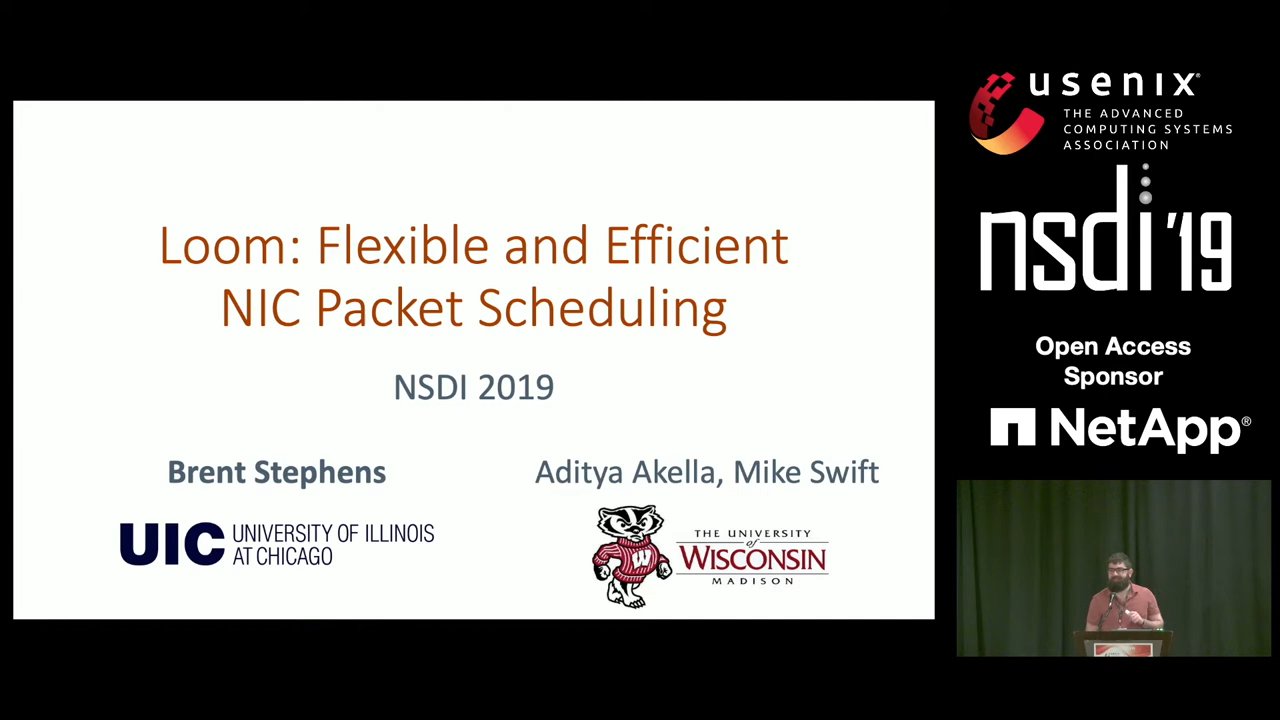 Loom: Flexible and Efficient
NIC Packet Scheduling
NSDI 2019
Brent Stephens
Aditya Akella, Mike Swift
UIC UNIVERSITY OF ILLINOIS
AT CHICAGO
W
THE UNIVERSITY
of
WISCONSIN
MADISON
usenix®
THE ADVANCED
COMPUTING SYSTEMS
ASSOCIATION
nsdi '19
Open Access
Sponsor
NetApp®